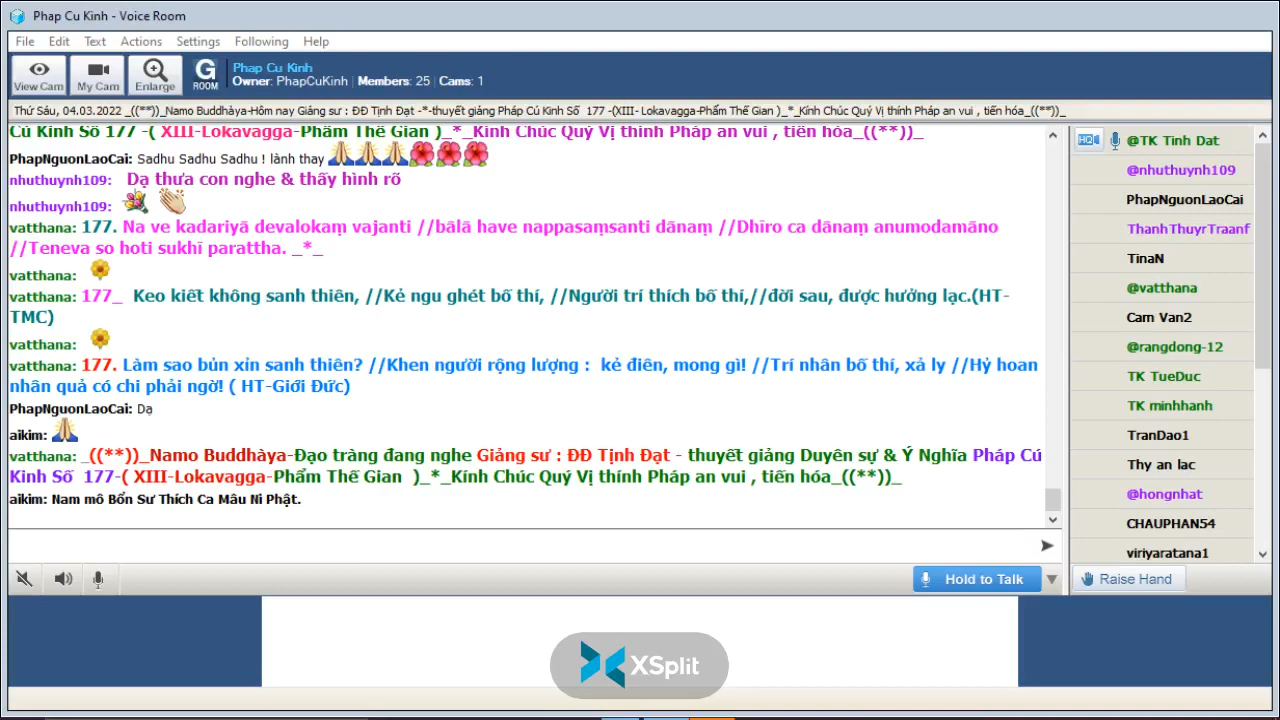 Phap Cu Kinh - Voice Room
File Edit Text Actions Settings Following Help
View Cam My Cam Enlarge G ROOM
Phap Cu Kinh
Owner: PhapCuKinh | Members: 25 | Cams: 1
Thứ Sáu, 04.03.2022 _((**))_Namo Buddhàya-Hôm nay Giảng sư : ĐĐ Tịnh Đạt -*-thuyết giảng Pháp Cú Kinh Số 177 -(XIII- Lokavagga-Phẩm Thế Gian )_*_Kính Chúc Quý Vị thính Pháp an vui , tiến hóa_((**))_
Cú Kinh Số 177 -( XIII-Lokavagga-Phẩm Thế Gian )_*_Kính Chúc Quý Vị thính Pháp an vui , tiến hóa_((**))_
PhapNguonLaoCai: Sadhu Sadhu Sadhu ! lành thay
nhuthuynh109: Dạ thưa con nghe & thấy hình rõ
nhuthuynh109:
vatthana: 177. Na ve kadariyā devalokaṃ vajanti //bālā have nappasaṃsanti dānaṃ //Dhīro ca dānaṃ anumodamāno
//Teneva so hoti sukhī parattha. _*_
vatthana:
vatthana: 177_ Keo kiết không sanh thiên, //Kẻ ngu ghét bố thí, //Người trí thích bố thí,//đời sau, được hưởng lạc.(HT-
TMC)
vatthana:
vatthana: 177. Làm sao bủn xỉn sanh thiên? //Khen người rộng lượng : kẻ điên, mong gì! //Trí nhân bố thí, xả ly //Hỷ hoan
nhân quả có chi phải ngờ! ( HT-Giới Đức)
PhapNguonLaoCai: Dạ
aikim:
vatthana: _((**))_Namo Buddhàya-Đạo tràng đang nghe Giảng sư : ĐĐ Tịnh Đạt - thuyết giảng Duyên sự & Ý Nghĩa Pháp Cú
Kinh Số 177-( XIII-Lokavagga-Phẩm Thế Gian )_*_Kính Chúc Quý Vị thính Pháp an vui , tiến hóa_((**))_
aikim: Nam mô Bổn Sư Thích Ca Mâu Ni Phật.
HQ
@TK Tinh Dat
@nhuthuynh109
PhapNguonLaoCai
ThanhThuyrTraanf
TinaN
@vatthana
Cam Van2
@rangdong-12
TK TueDuc
TK minhhanh
TranDao1
Thy an lac
@hongnhat
CHAUPHAN54
viriyaratana1
Hold to Talk
Raise Hand
XSplit